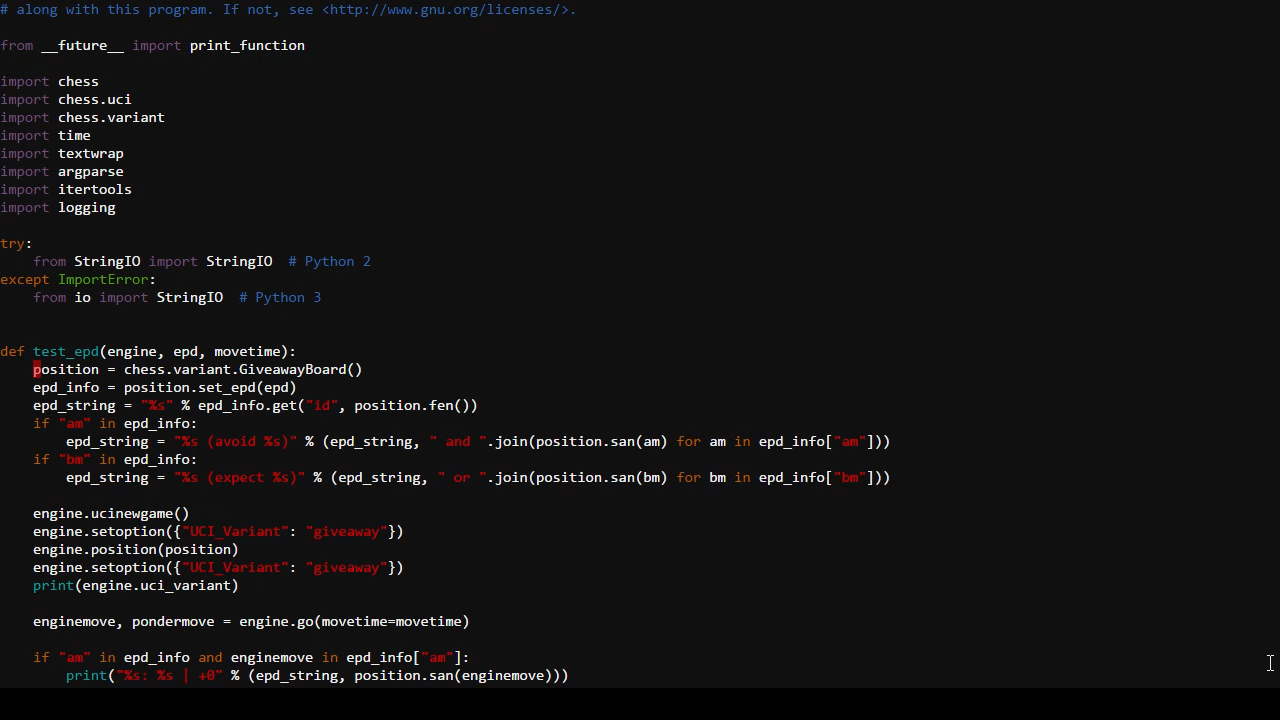 # along with this program. If not, see <http://www.gnu.org/licenses/>.
from __future__ import print_function
import chess
import chess.uci
import chess.variant
import time
import textwrap
import argparse
import itertools
import logging
try:
    from StringIO import StringIO  # Python 2
except ImportError:
    from io import StringIO  # Python 3
def test_epd(engine, epd, movetime):
    position = chess.variant.GiveawayBoard()
    epd_info = position.set_epd(epd)
    epd_string = "%s" % epd_info.get("id", position.fen())
    if "am" in epd_info:
        epd_string = "%s (avoid %s)" % (epd_string, " and ".join(position.san(am) for am in epd_info["am"]))
    if "bm" in epd_info:
        epd_string = "%s (expect %s)" % (epd_string, " or ".join(position.san(bm) for bm in epd_info["bm"]))
    engine.ucinewgame()
    engine.setoption({"UCI_Variant": "giveaway"})
    engine.position(position)
    engine.setoption({"UCI_Variant": "giveaway"})
    print(engine.uci_variant)
    enginemove, pondermove = engine.go(movetime=movetime)
    if "am" in epd_info and enginemove in epd_info["am"]:
        print("%s: %s | +0" % (epd_string, position.san(enginemove)))